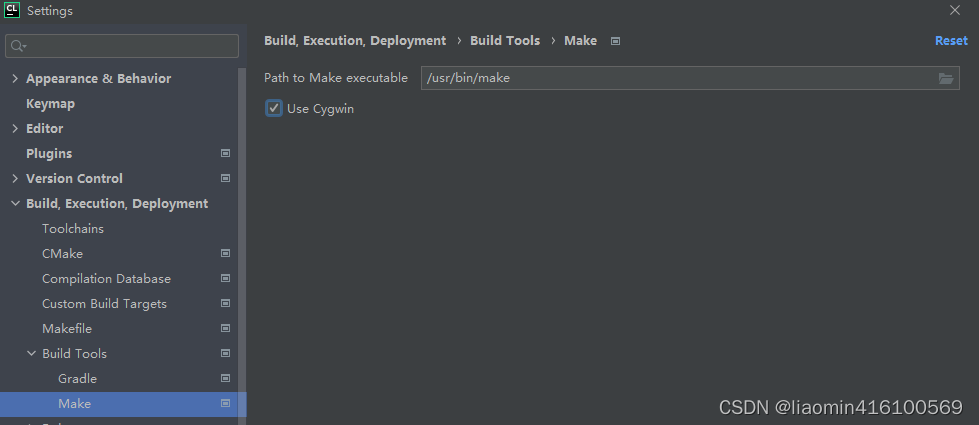 CL Settings
Build, Execution, Deployment › Build Tools › Make Reset
Path to Make executable /usr/bin/make
Use Cygwin
Appearance & Behavior
Keymap
Editor
Plugins
Version Control
Build, Execution, Deployment
Toolchains
CMake
Compilation Database
Custom Build Targets
Makefile
Build Tools
Gradle
Make
CSDN @liaomin416100569